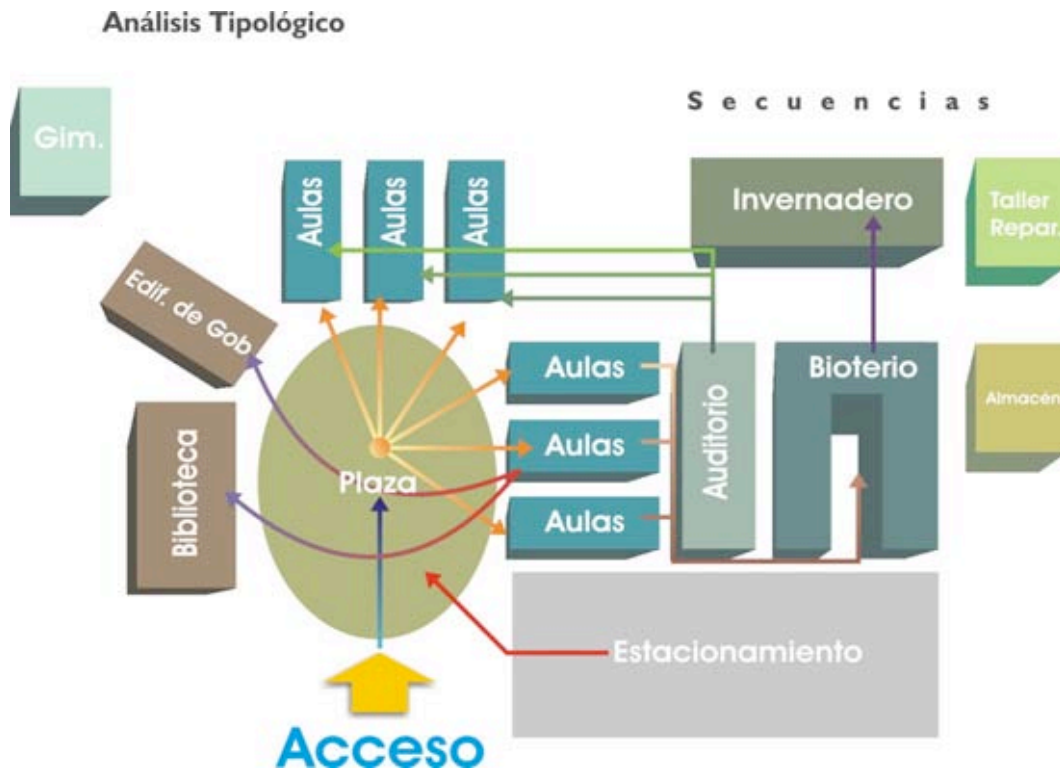 Análisis Tipológico
Secuencias
Gim.
Aulas
Aulas
Aulas
Invernadero
Taller
Repar.
Edif. de Gob
Aulas
Auditorio
Bioterio
Almacén
Biblioteca
Plaza
Aulas
Aulas
Estacionamiento
Acceso